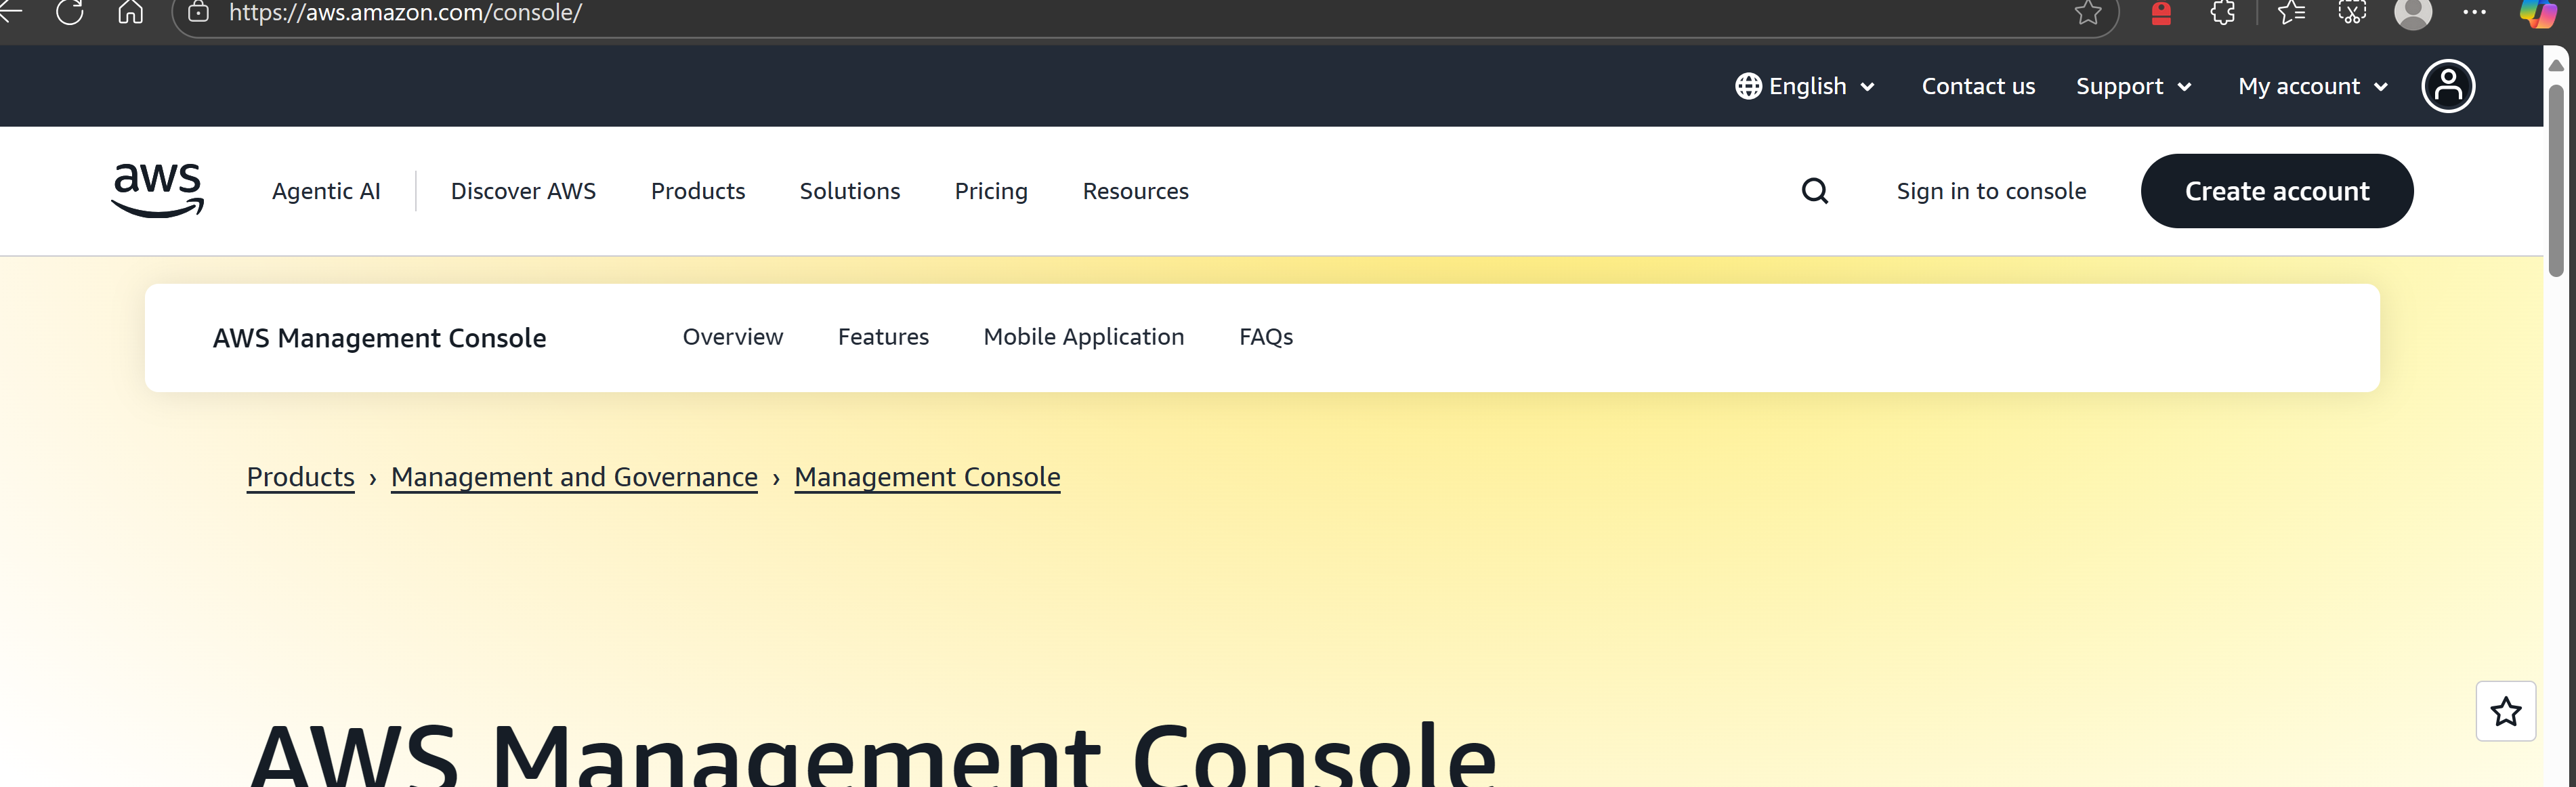 https://aws.amazon.com/console/
English Contact us Support My account
aws Agentic AI Discover AWS Products Solutions Pricing Resources Sign in to console Create account
AWS Management Console Overview Features Mobile Application FAQs
Products › Management and Governance › Management Console
AWS Management Console